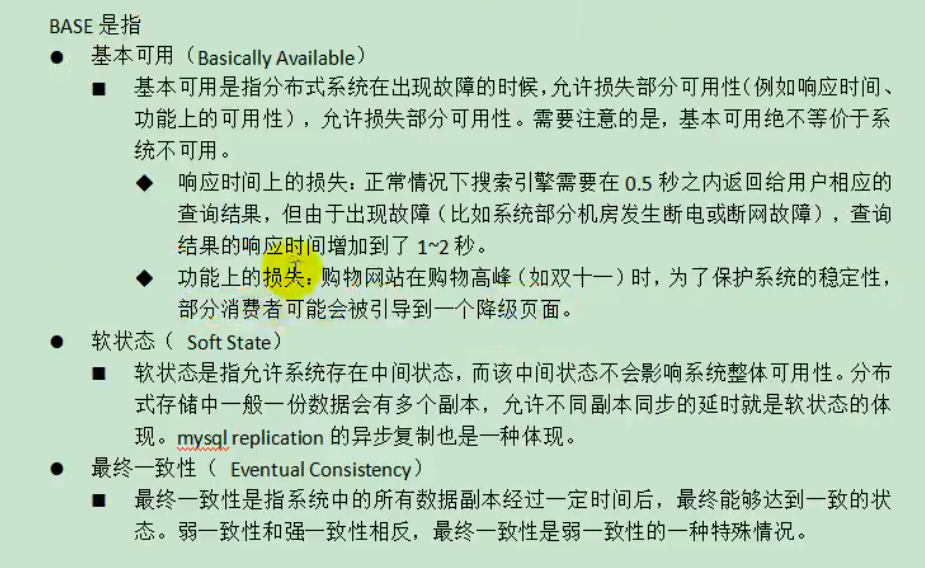 BASE 是指
● 基本可用（Basically Available）
■ 基本可用是指分布式系统在出现故障的时候，允许损失部分可用性（例如响应时间、
功能上的可用性），允许损失部分可用性。需要注意的是，基本可用绝不等价于系
统不可用。
◆ 响应时间上的损失：正常情况下搜索引擎需要在 0.5 秒之内返回给用户相应的
查询结果，但由于出现故障（比如系统部分机房发生断电或断网故障），查询
结果的响应时间增加到了 1~2 秒。
◆ 功能上的损失：购物网站在购物高峰（如双十一）时，为了保护系统的稳定性，
部分消费者可能会被引导到一个降级页面。
● 软状态（ Soft State）
■ 软状态是指允许系统存在中间状态，而该中间状态不会影响系统整体可用性。分布
式存储中一般一份数据会有多个副本，允许不同副本同步的延时就是软状态的体
现。mysql replication 的异步复制也是一种体现。
● 最终一致性（ Eventual Consistency）
■ 最终一致性是指系统中的所有数据副本经过一定时间后，最终能够达到一致的状
态。弱一致性和强一致性相反，最终一致性是弱一致性的一种特殊情况。